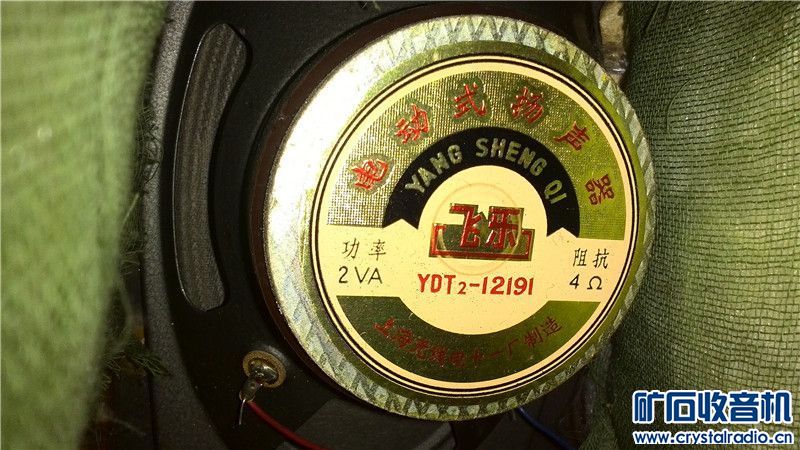 电动式扬声器
YANG SHENG QI
飞乐
功率
2VA
阻抗
4Ω
YDT2-12191
上海无线电十一厂制造
矿石收音机
www.crystalradio.cn